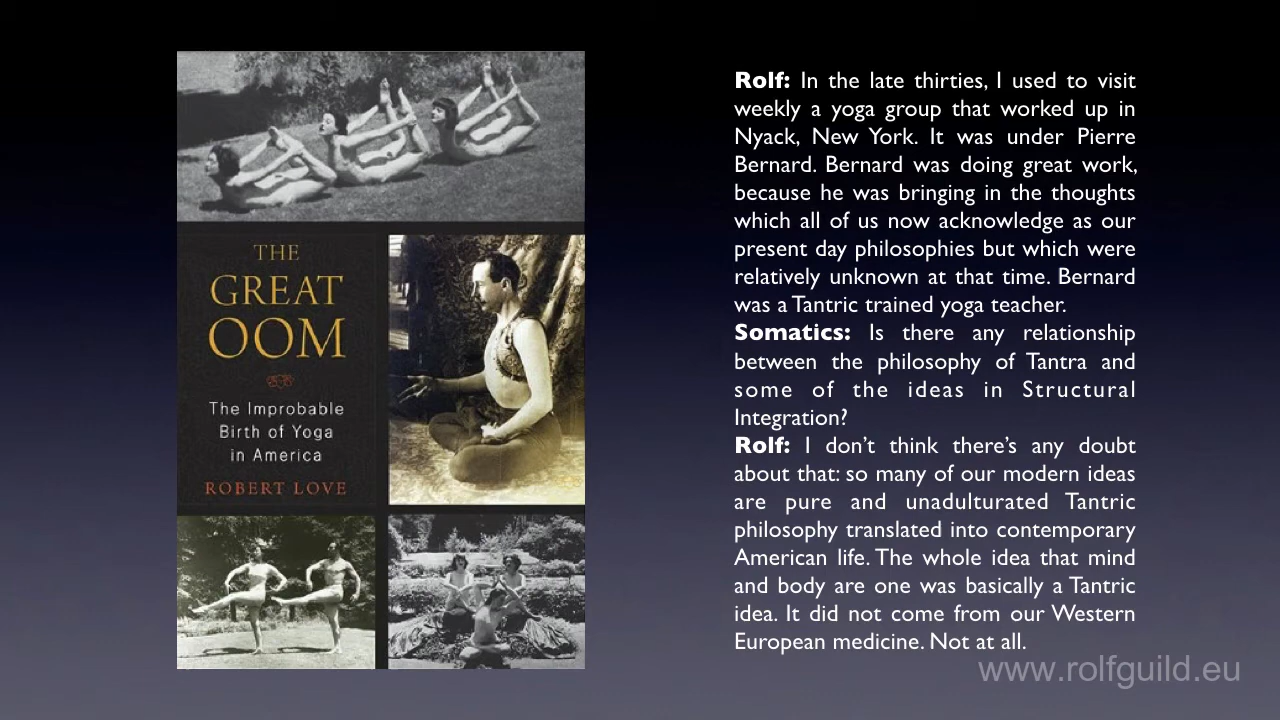 THE
GREAT
OOM
The Improbable
Birth of Yoga
in America
ROBERT LOVE
Rolf: In the late thirties, I used to visit
weekly a yoga group that worked up in
Nyack, New York. It was under Pierre
Bernard. Bernard was doing great work,
because he was bringing in the thoughts
which all of us now acknowledge as our
present day philosophies but which were
relatively unknown at that time. Bernard
was a Tantric trained yoga teacher.
Somatics: Is there any relationship
between the philosophy of Tantra and
some of the ideas in Structural
Integration?
Rolf: I don't think there's any doubt
about that: so many of our modern ideas
are pure and unadulturated Tantric
philosophy translated into contemporary
American life. The whole idea that mind
and body are one was basically a Tantric
idea. It did not come from our Western
European medicine. Not at all.
www.rolfguild.eu